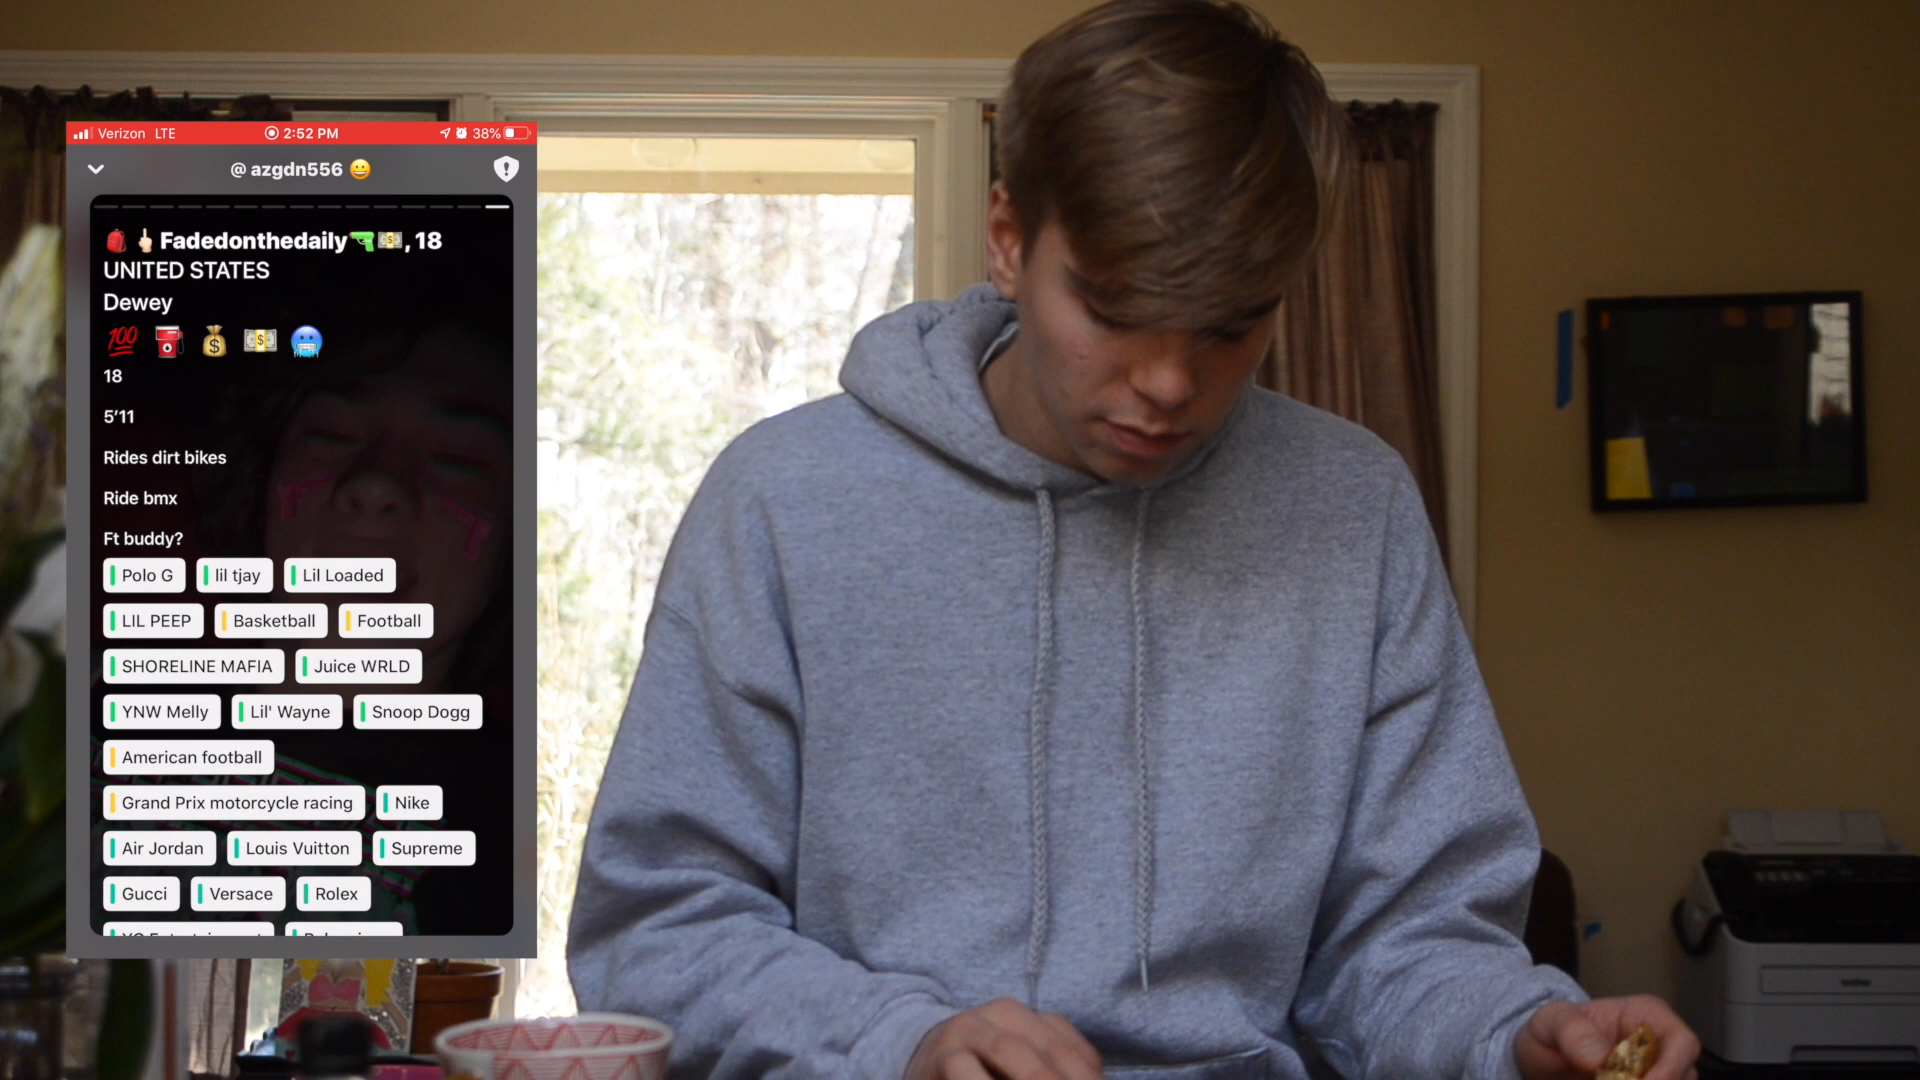 Verizon LTE 2:52 PM 38%
@ azgdn556 😀
🎒🖕🏻Fadedonthedaily🔫💵, 18
UNITED STATES
Dewey
💯 ⛽ 💰 💵 🥶
18
5’11
Rides dirt bikes
Ride bmx
Ft buddy?
Polo G lil tjay Lil Loaded
LIL PEEP Basketball Football
SHORELINE MAFIA Juice WRLD
YNW Melly Lil' Wayne Snoop Dogg
American football
Grand Prix motorcycle racing Nike
Air Jordan Louis Vuitton Supreme
Gucci Versace Rolex